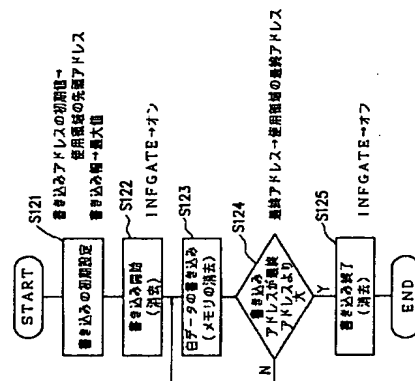 START
S121
書き込みの初期設定
書き込みアドレスの初期値→
使用領域の先頭アドレス
書き込み幅→最大値
S122
書き込み開始
(消去)
INFGATE→オン
S123
白データの書き込み
(メモリの消去)
S124
書き込み
アドレスが最終
アドレスより
大
最終アドレス→使用領域の最終アドレス
N
Y
S125
書き込み終了
(消去)
INFGATE→オフ
END